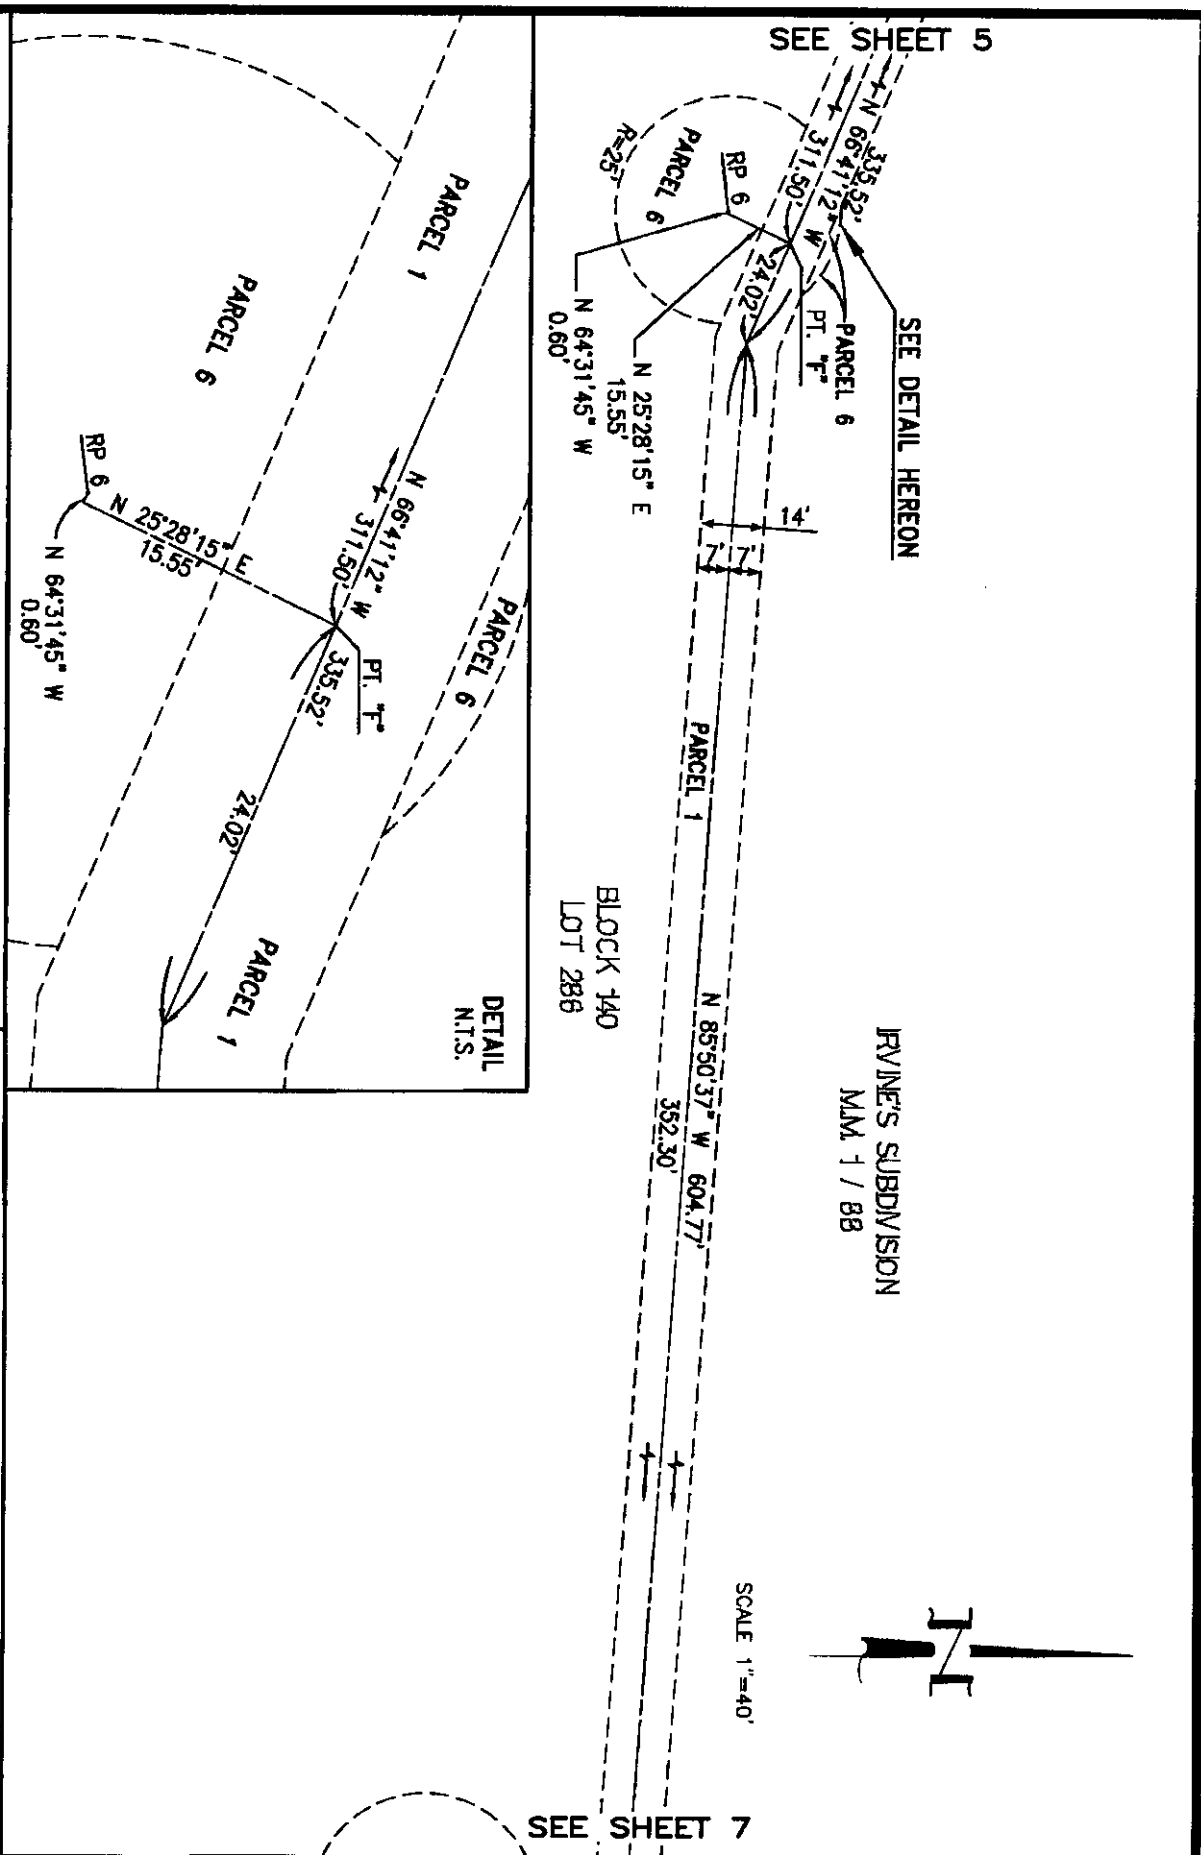 SEE SHEET 5
335.52'
N 66°41'12" W
311.50'
24.02'
SEE DETAIL HEREON
PARCEL 6
PT. "F"
RP 6
PARCEL 6
R=25'
N 25°28'15" E
15.55'
N 64°31'45" W
0.60'
14'
7'
7'
PARCEL 1
N 85°50'37" W 604.77'
352.30'
IRVINE'S SUBDIVISION
M.M. 1 / 88
BLOCK 140
LOT 286
SCALE 1"=40'
N
SEE SHEET 7
DETAIL
N.T.S.
PARCEL 1
PARCEL 6
N 66°41'12" W
311.50'
PARCEL 6
PT. "F"
335.52'
24.02'
RP 6
N 25°28'15" E
15.55'
N 64°31'45" W
0.60'
PARCEL 1